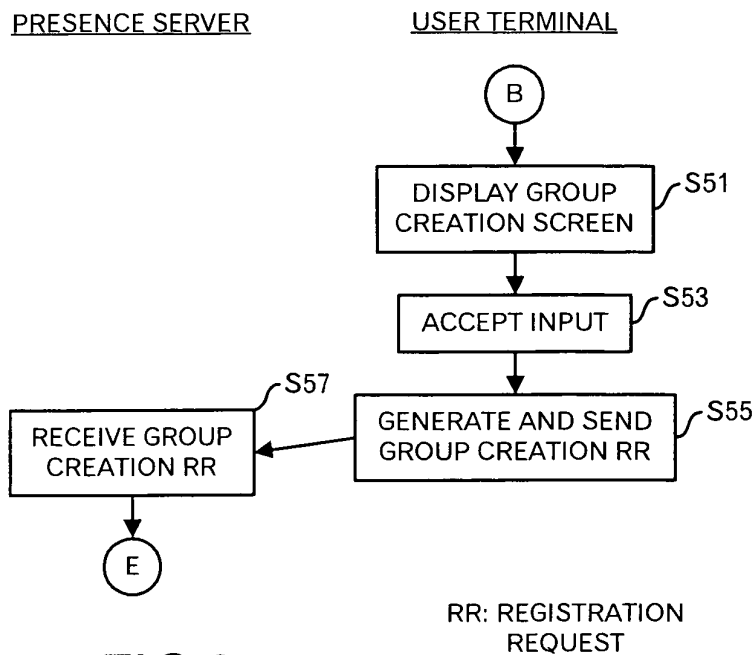 PRESENCE SERVER
USER TERMINAL
B
DISPLAY GROUP
CREATION SCREEN
S51
ACCEPT INPUT
S53
GENERATE AND SEND
GROUP CREATION RR
S55
S57
RECEIVE GROUP
CREATION RR
E
RR: REGISTRATION
REQUEST